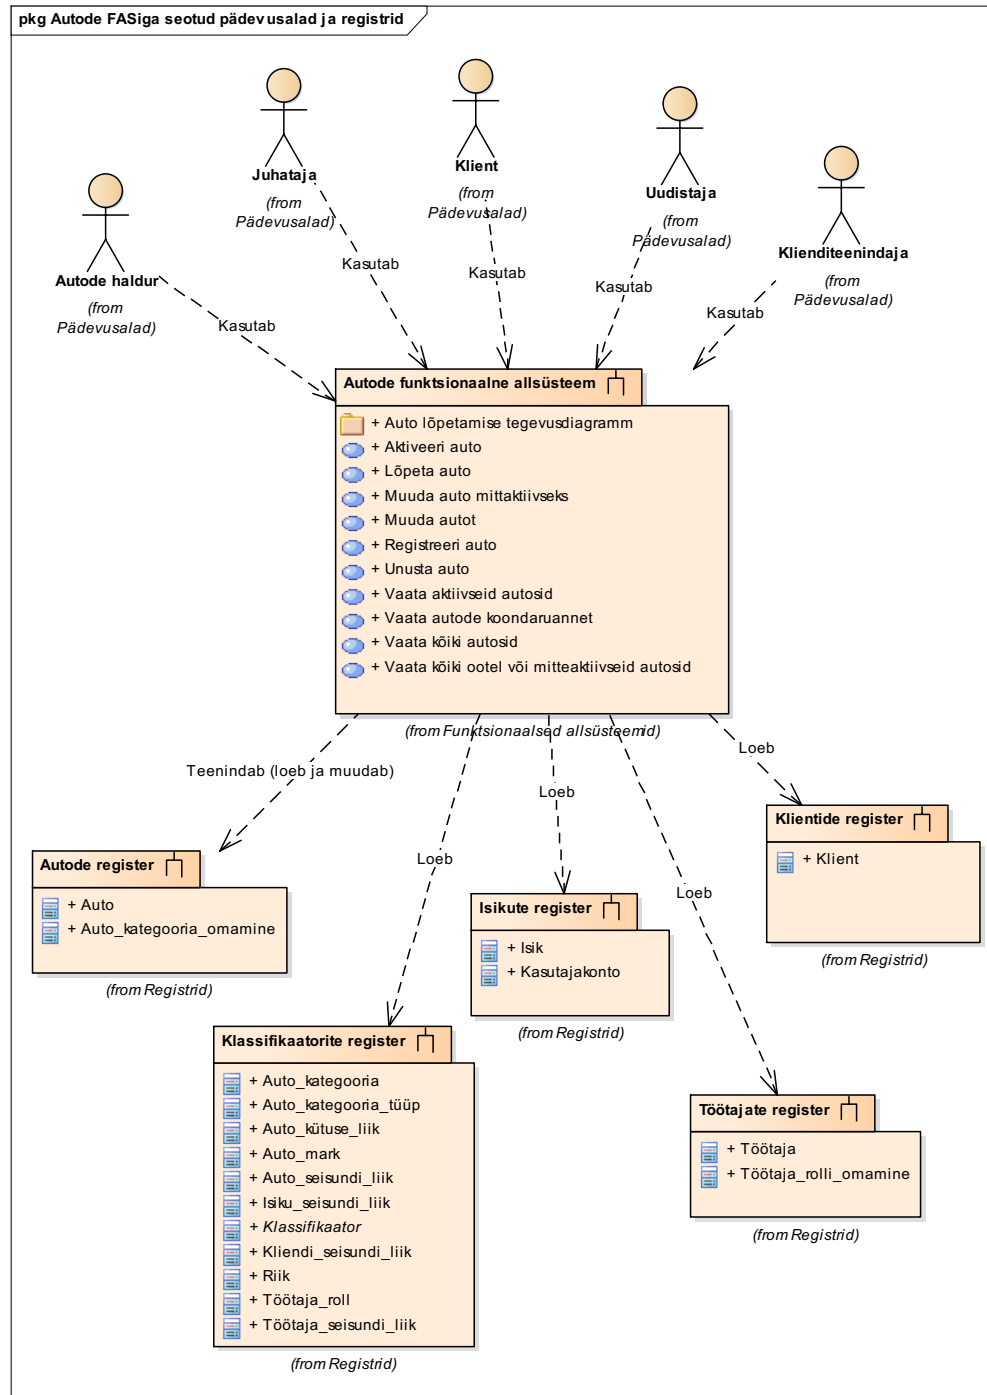 pkg Autode FASiga seotud pädevusalad ja registrid
Juhataja
(from
Pädevusalad)
Klient
(from
Pädevusalad)
Uudistaja
(from
Pädevusalad)
Klienditeenindaja
(from
Pädevusalad)
Autode haldur
(from
Pädevusalad)
Kasutab
Kasutab
Kasutab
Kasutab
Kasutab
Autode funktsionaalne allsüsteem
+ Auto lõpetamise tegevusdiagramm
+ Aktiveeri auto
+ Lõpeta auto
+ Muuda auto mittaktiivseks
+ Muuda autot
+ Registreeri auto
+ Unusta auto
+ Vaata aktiivseid autosid
+ Vaata autode koondaruannet
+ Vaata kõiki autosid
+ Vaata kõiki ootel või mitteaktiivseid autosid
(from Funktsionaalsed allsüsteemid)
Teenindab (loeb ja muudab)
Loeb
Loeb
Loeb
Loeb
Autode register
+ Auto
+ Auto_kategooria_omamine
(from Registrid)
Klientide register
+ Klient
(from Registrid)
Isikute register
+ Isik
+ Kasutajakonto
(from Registrid)
Klassifikaatorite register
+ Auto_kategooria
+ Auto_kategooria_tüüp
+ Auto_kütuse_liik
+ Auto_mark
+ Auto_seisundi_liik
+ Isiku_seisundi_liik
+ Klassifikaator
+ Kliendi_seisundi_liik
+ Riik
+ Töötaja_roll
+ Töötaja_seisundi_liik
(from Registrid)
Töötajate register
+ Töötaja
+ Töötaja_rolli_omamine
(from Registrid)